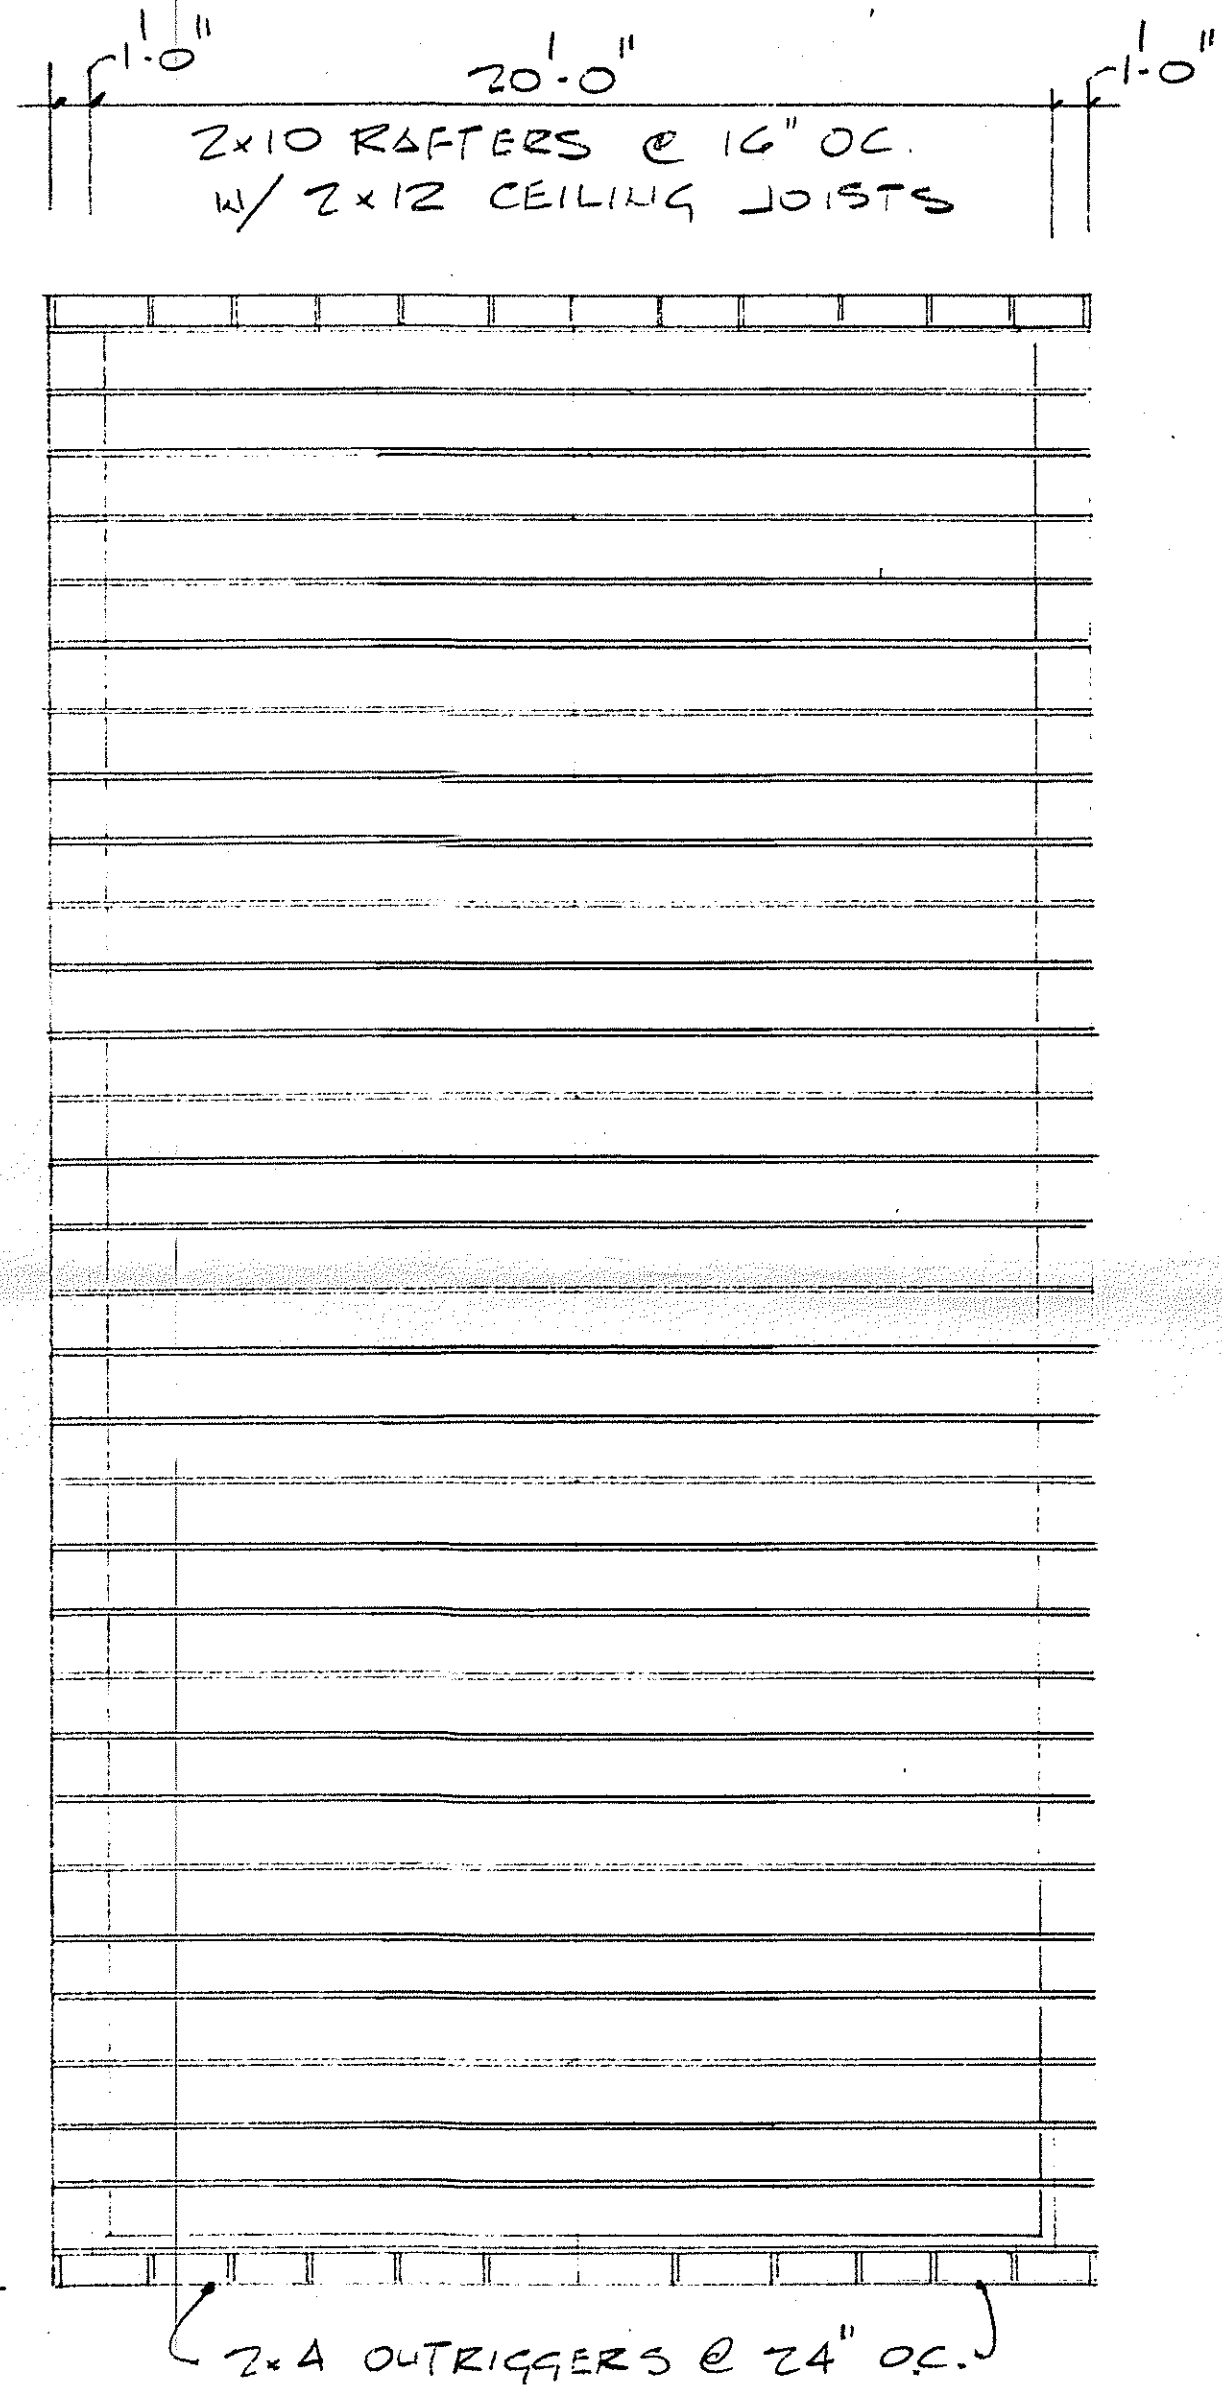 1'-0" 20'-0" 1'-0"
2x10 RAFTERS @ 16" OC.
W/ 2x12 CEILING JOISTS
2x4 OUTRIGGERS @ 24" O.C.